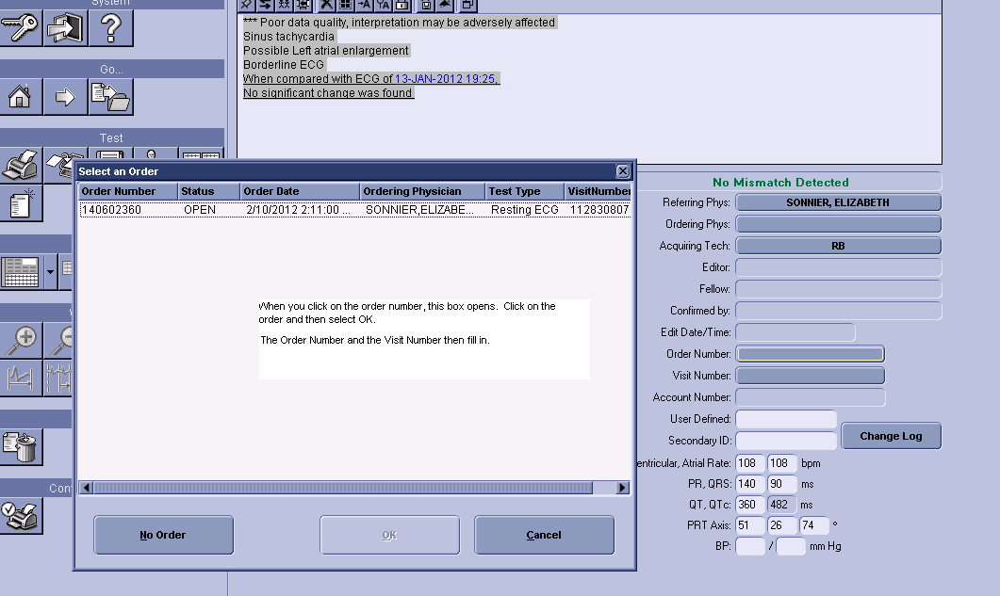 System
Go...
Test
*** Poor data quality, interpretation may be adversely affected
Sinus tachycardia
Possible Left atrial enlargement
Borderline ECG
When compared with ECG of 13-JAN-2012 19:25,
No significant change was found
Select an Order
Order Number Status Order Date Ordering Physician Test Type VisitNumber
140602360 OPEN 2/10/2012 2:11:00 ... SONNIER,ELIZABE... Resting ECG 112830807
When you click on the order number, this box opens. Click on the
order and then select OK.
The Order Number and the Visit Number then fill in.
No Order OK Cancel
No Mismatch Detected
Referring Phys: SONNIER, ELIZABETH
Ordering Phys:
Acquiring Tech: RB
Editor:
Fellow:
Confirmed by:
Edit Date/Time:
Order Number:
Visit Number:
Account Number:
User Defined:
Secondary ID:
Change Log
entricular, Atrial Rate: 108 108 bpm
PR, QRS: 140 90 ms
QT, QTc: 360 482 ms
PRT Axis: 51 26 74 °
BP: / mm Hg